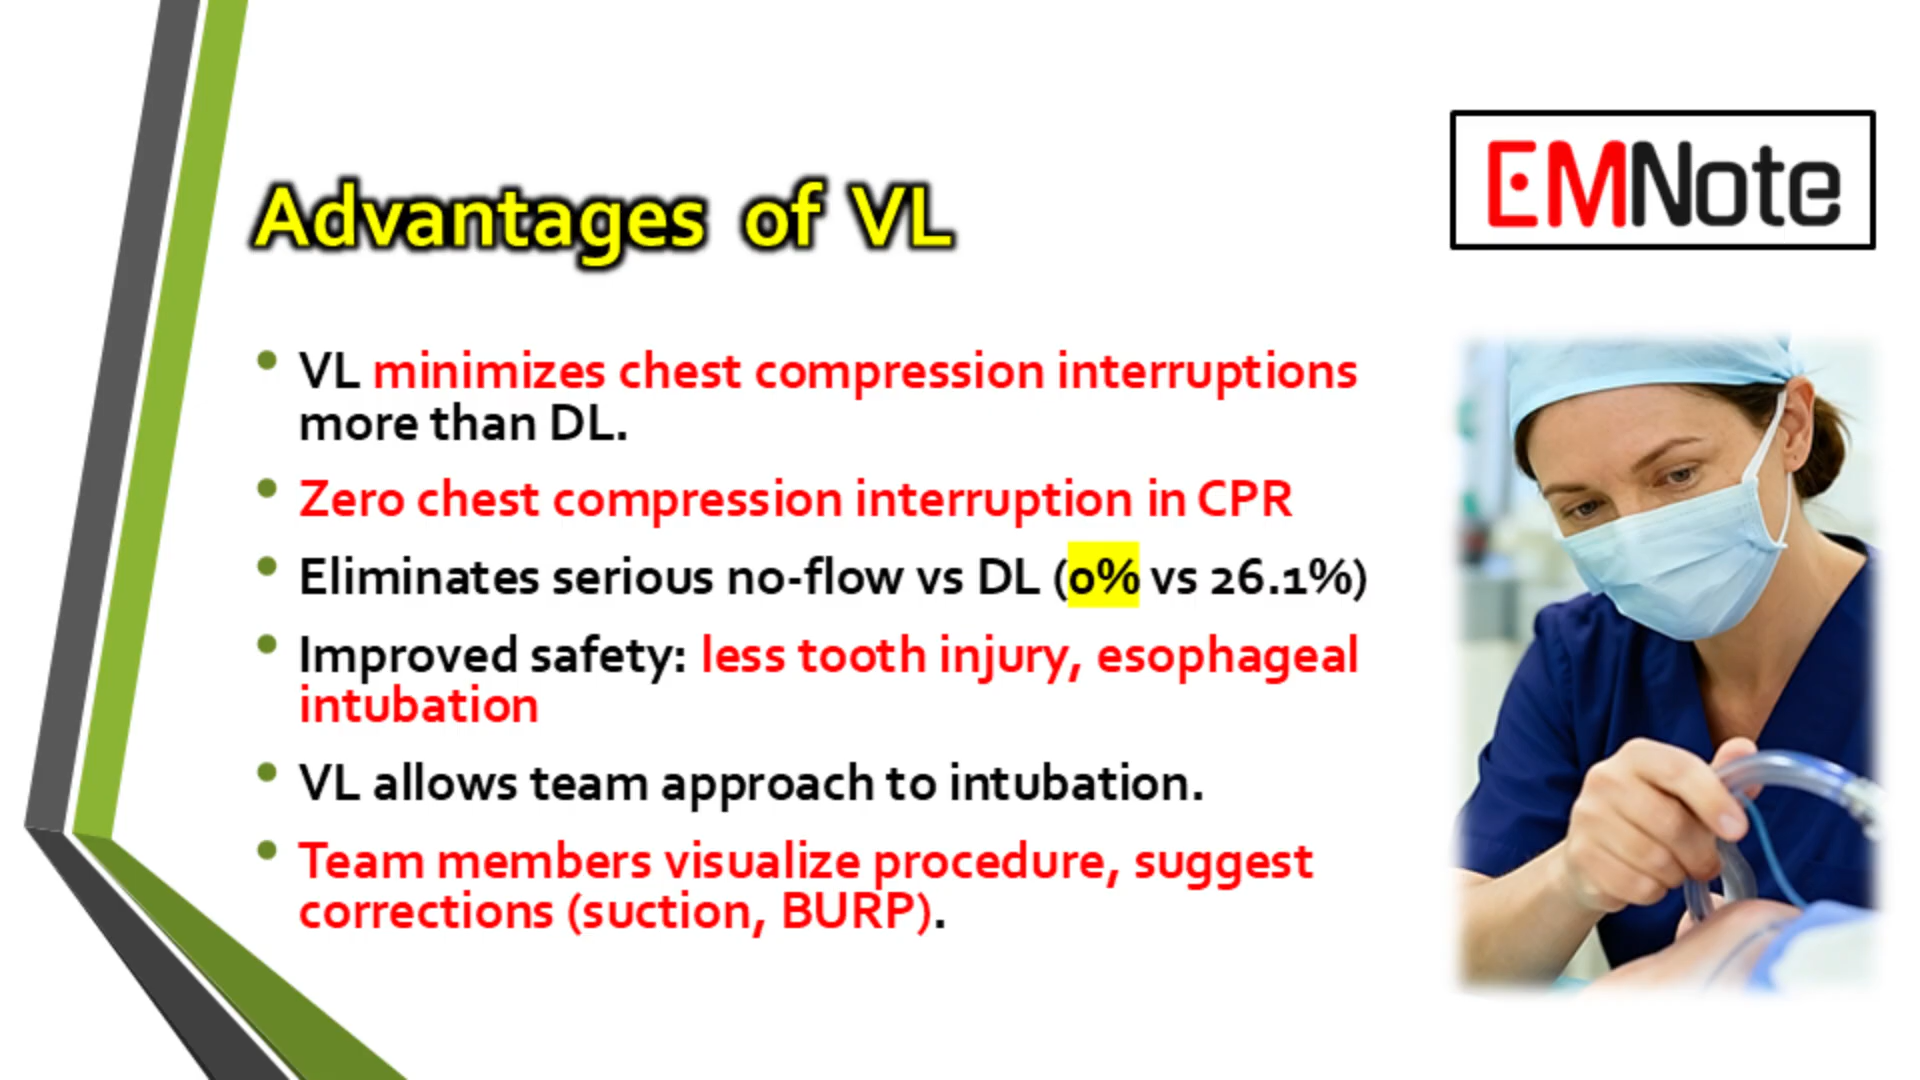 EMNote
Advantages of VL
• VL minimizes chest compression interruptions
more than DL.
• Zero chest compression interruption in CPR
• Eliminates serious no-flow vs DL (0% vs 26.1%)
• Improved safety: less tooth injury, esophageal
intubation
• VL allows team approach to intubation.
• Team members visualize procedure, suggest
corrections (suction, BURP).